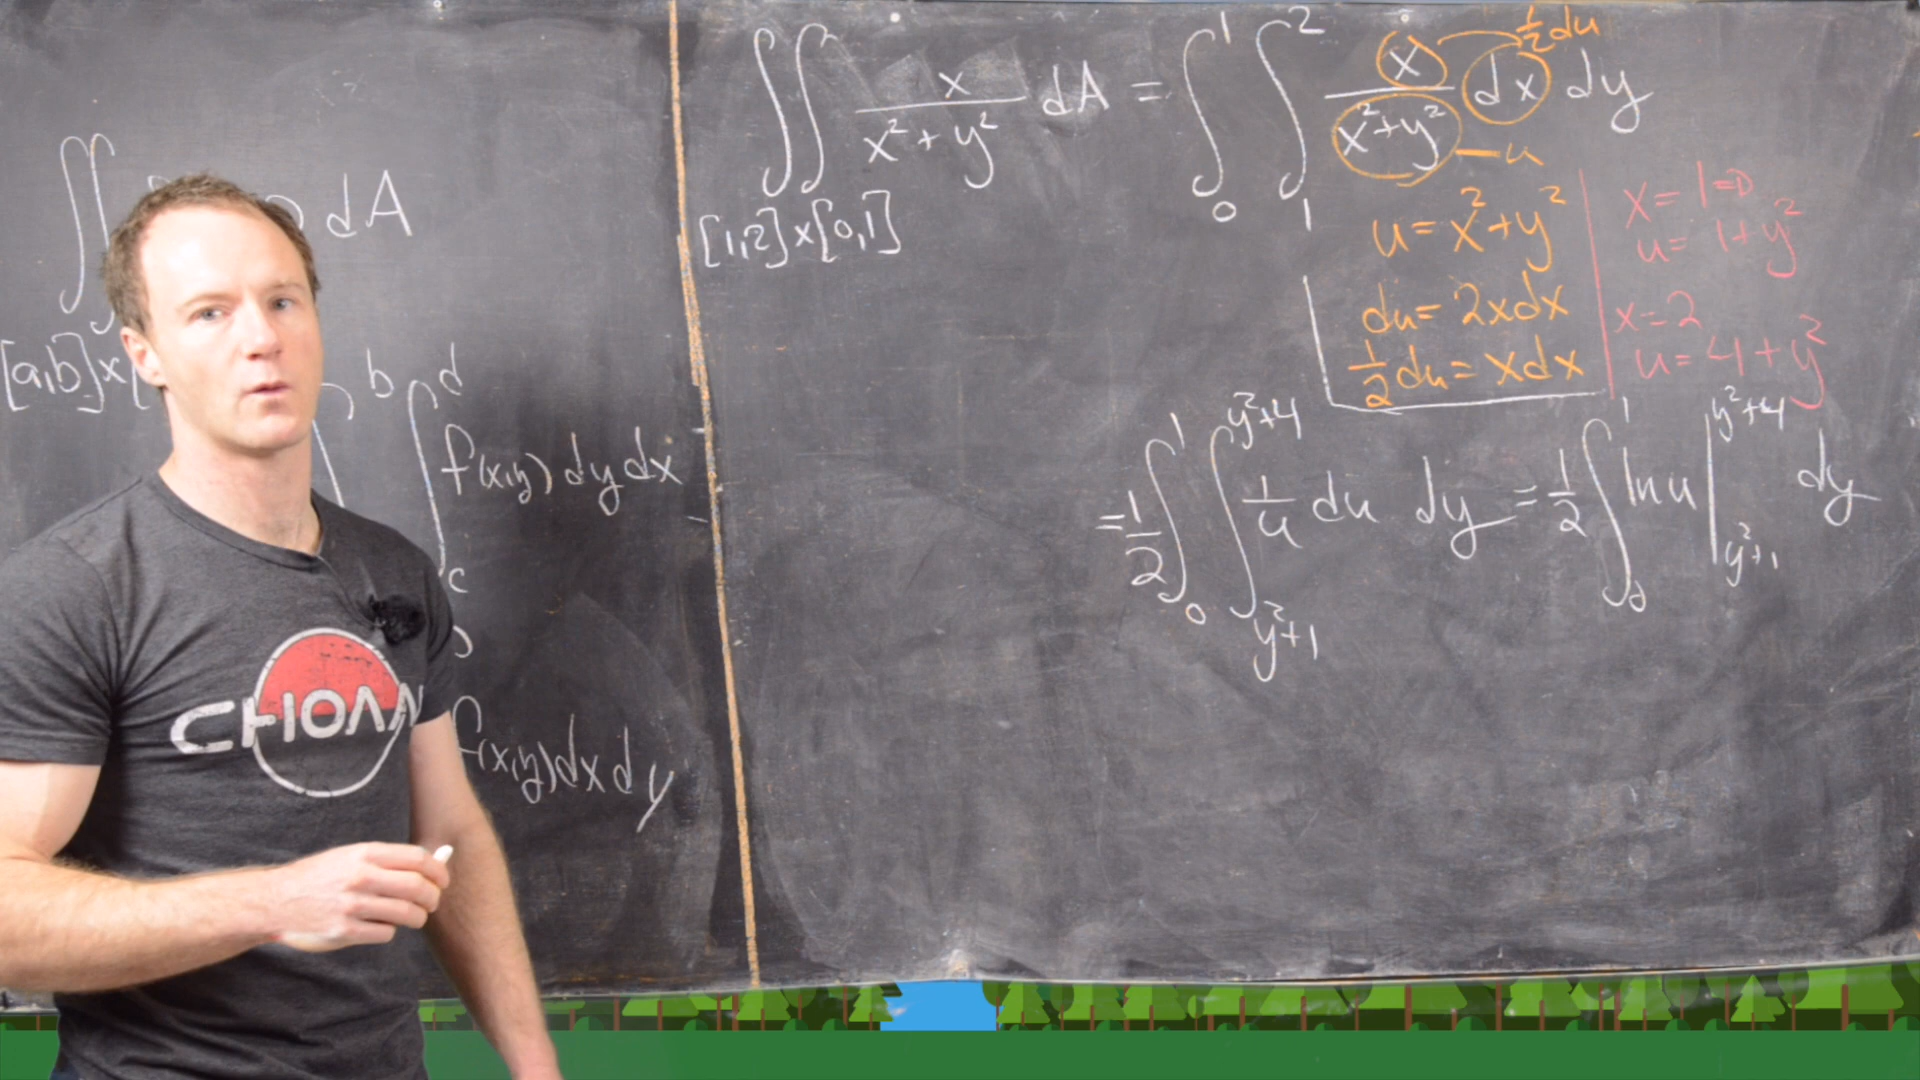 ∬ dA
[a,b]x[
b d
∫ f(x,y) dy dx
c
f(x,y) dx dy
CHOAN
∬ x/(x²+y²) dA = ∫₀¹ ∫₁² x/(x²+y²) dx dy
[1,2]x[0,1]
½du
u
u = x²+y²
du = 2xdx
½du = xdx
x = 1 ⇒
u = 1+y²
x = 2
u = 4+y²
= ½ ∫₀¹ ∫_{y²+1}^{y²+4} 1/u du dy = ½ ∫₀¹ ln u |_{y²+1}^{y²+4} dy